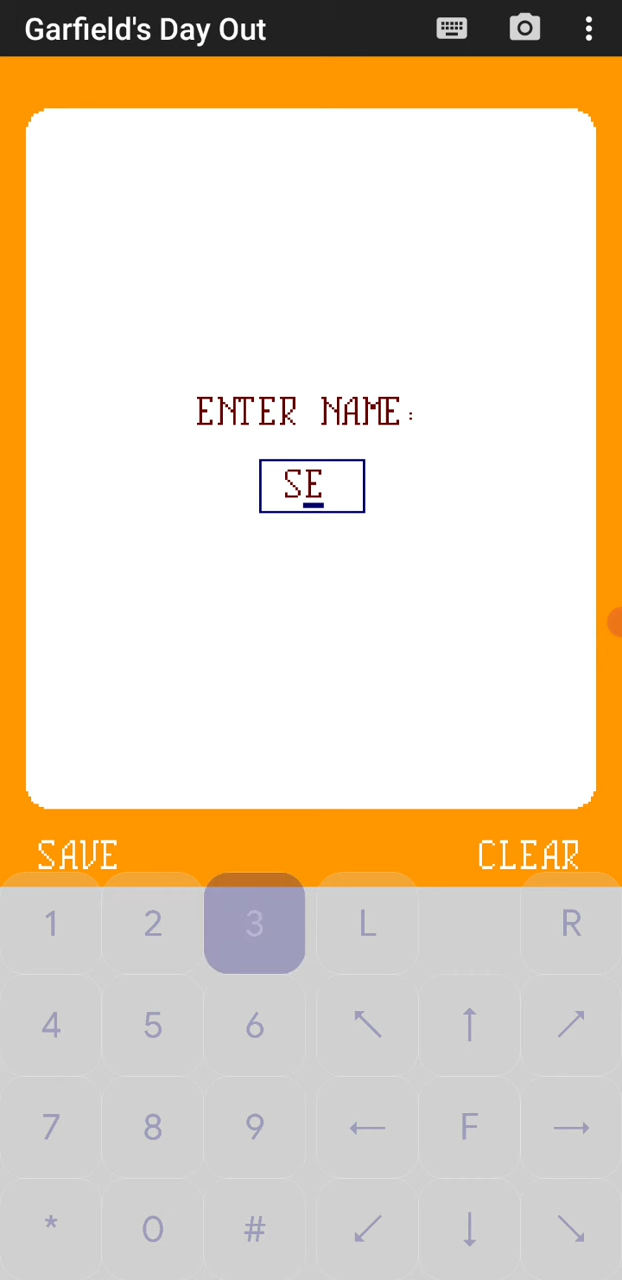 Garfield's Day Out
ENTER NAME:
SE
SAVE CLEAR
1 2 3 L R
4 5 6 ↖ ↑ ↗
7 8 9 ← F →
* 0 # ↙ ↓ ↘